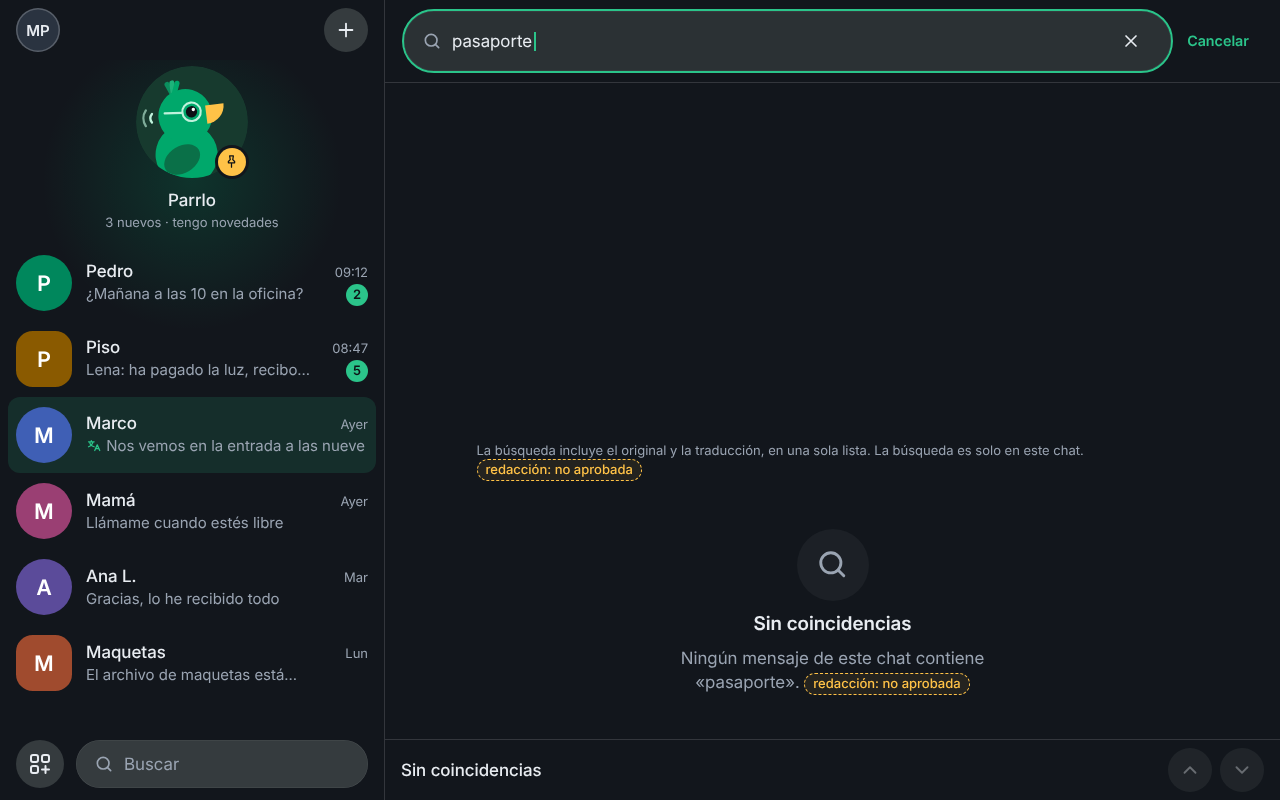 MP
pasaporte
Cancelar
Parrlo
3 nuevos · tengo novedades
P
Pedro
09:12
¿Mañana a las 10 en la oficina?
2
P
Piso
08:47
Lena: ha pagado la luz, recibo...
5
M
Marco
Ayer
Nos vemos en la entrada a las nueve
M
Mamá
Ayer
Llámame cuando estés libre
A
Ana L.
Mar
Gracias, lo he recibido todo
M
Maquetas
Lun
El archivo de maquetas está...
Buscar
La búsqueda incluye el original y la traducción, en una sola lista. La búsqueda es solo en este chat.
redacción: no aprobada
Sin coincidencias
Ningún mensaje de este chat contiene
«pasaporte». redacción: no aprobada
Sin coincidencias